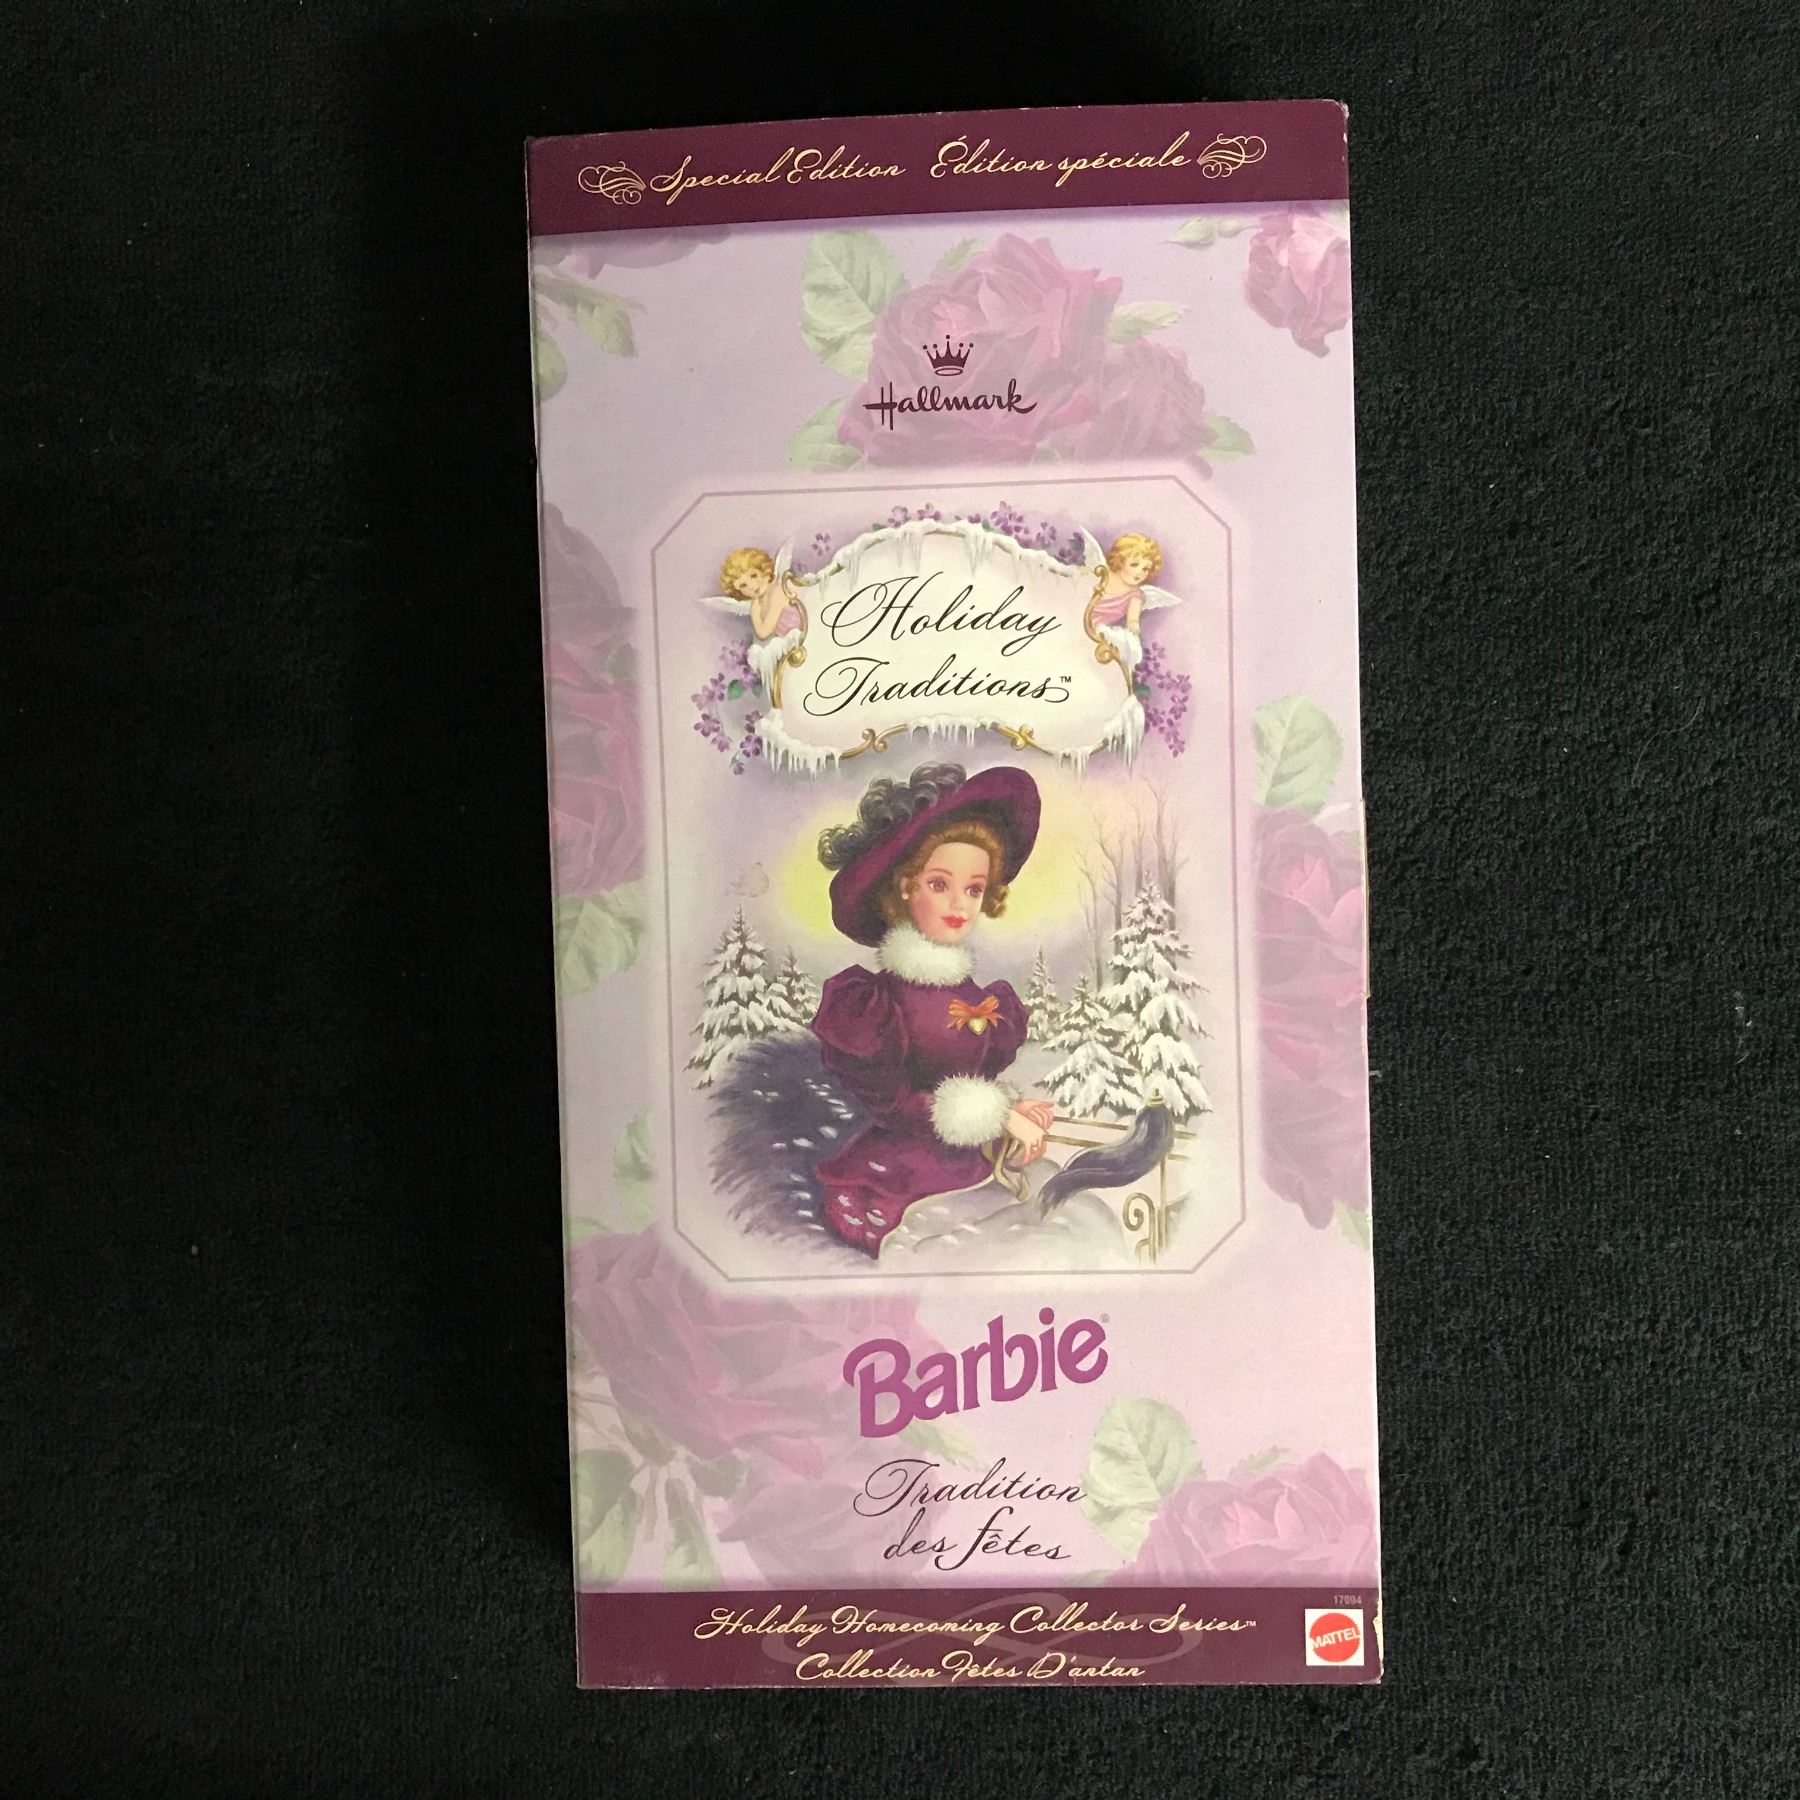 Special Edition Édition spéciale
Hallmark
Holiday
Traditions™
Barbie®
Tradition
des fêtes
17094
Holiday Homecoming Collector Series™
MATTEL
Collection Fêtes D'antan